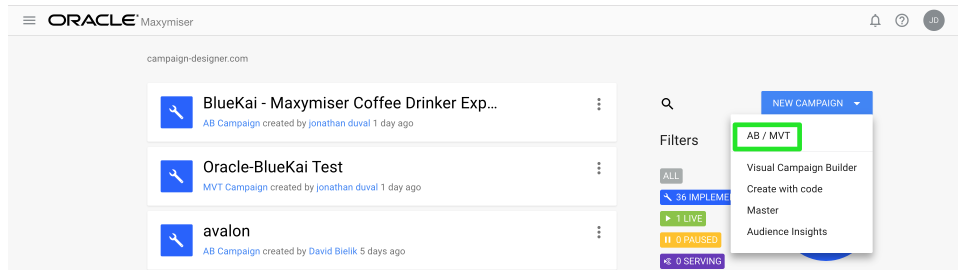 ORACLE® Maxymiser
JD
campaign-designer.com
BlueKai - Maxymiser Coffee Drinker Exp...
AB Campaign created by jonathan duval 1 day ago
Oracle-BlueKai Test
MVT Campaign created by jonathan duval 1 day ago
avalon
AB Campaign created by David Bielik 5 days ago
NEW CAMPAIGN
AB / MVT
Visual Campaign Builder
Create with code
Master
Audience Insights
Filters
ALL
36 IMPLEME
1 LIVE
0 PAUSED
0 SERVING